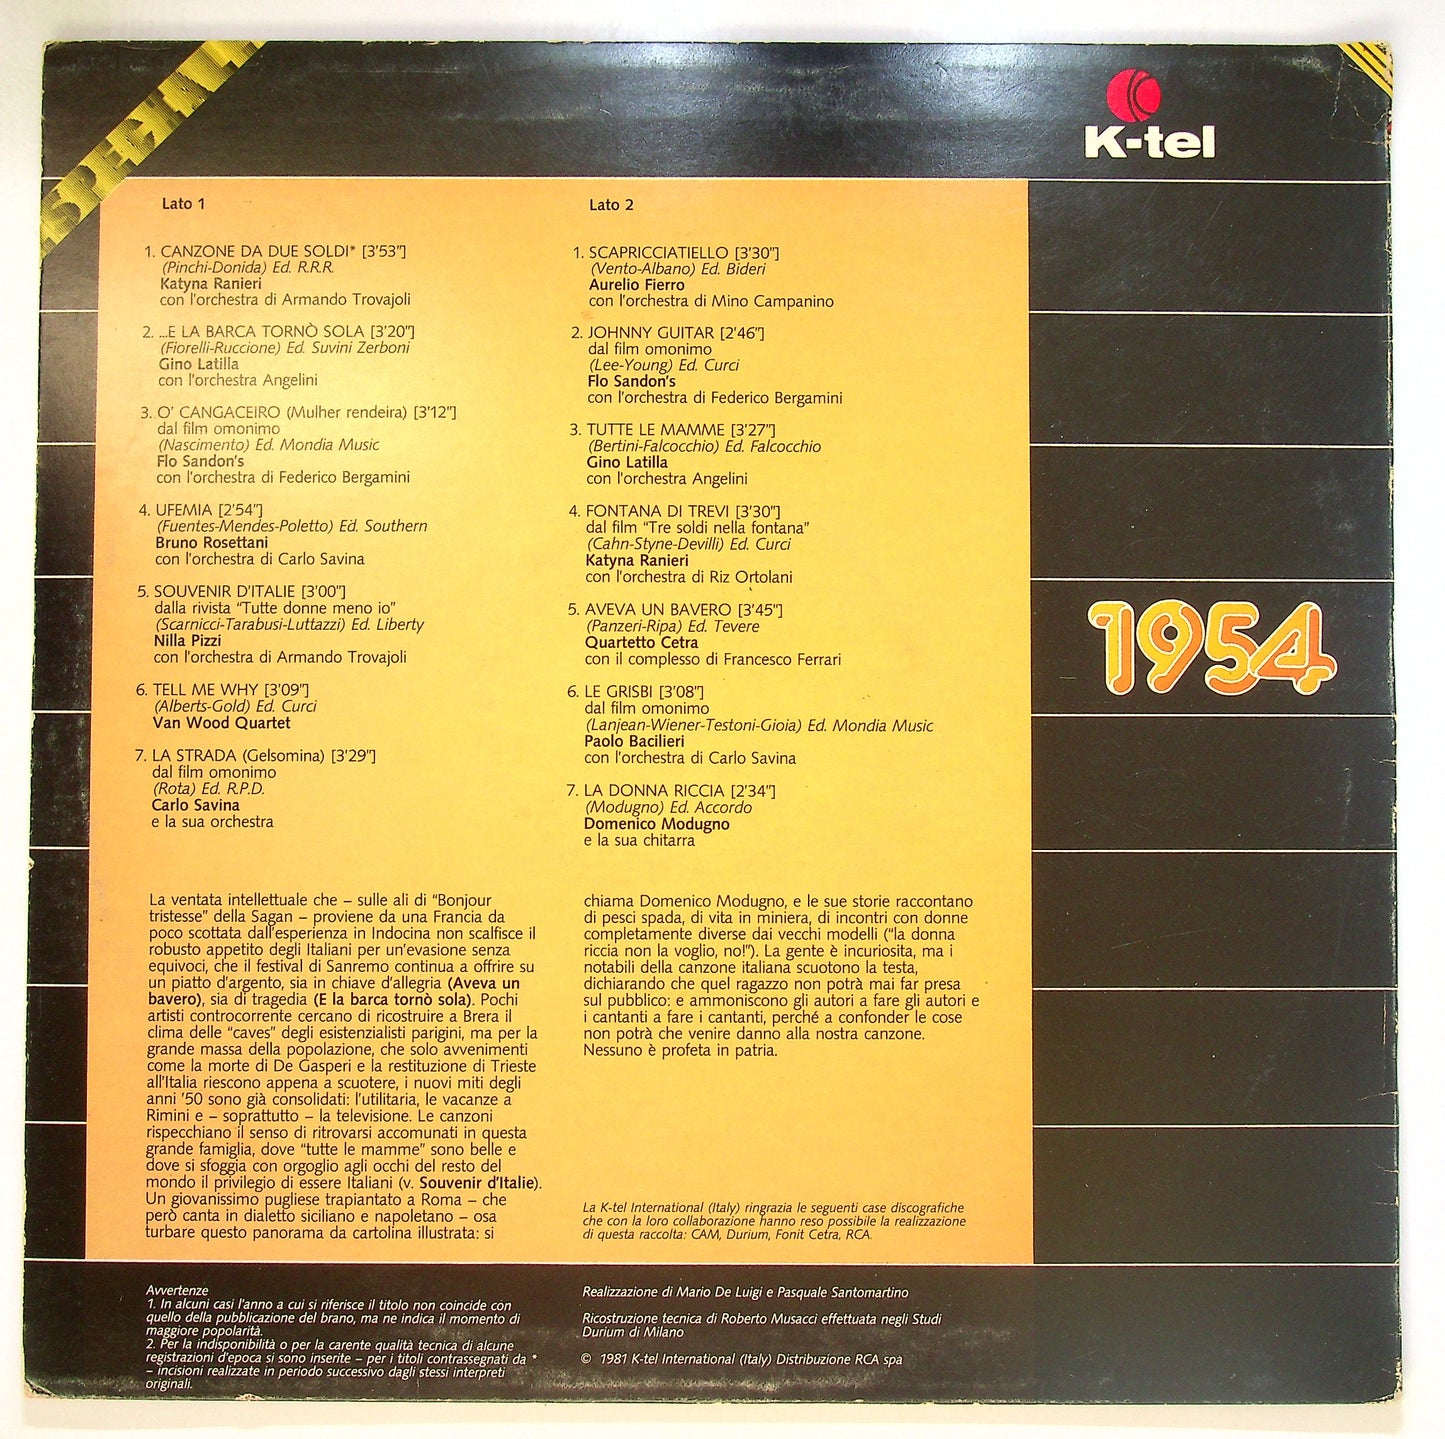 SPECIAL
K-tel
Lato 1
1. CANZONE DA DUE SOLDI* [3'53"]
(Pinchi-Donida) Ed. R.R.R.
Katyna Ranieri
con l'orchestra di Armando Trovajoli
2. ...E LA BARCA TORNÒ SOLA [3'20"]
(Fiorelli-Ruccione) Ed. Suvini Zerboni
Gino Latilla
con l'orchestra Angelini
3. O' CANGACEIRO (Mulher rendeira) [3'12"]
dal film omonimo
(Nascimento) Ed. Mondia Music
Flo Sandon's
con l'orchestra di Federico Bergamini
4. UFEMIA [2'54"]
(Fuentes-Mendes-Poletto) Ed. Southern
Bruno Rosettani
con l'orchestra di Carlo Savina
5. SOUVENIR D'ITALIE [3'00"]
dalla rivista "Tutte donne meno io"
(Scarnicci-Tarabusi-Luttazzi) Ed. Liberty
Nilla Pizzi
con l'orchestra di Armando Trovajoli
6. TELL ME WHY [3'09"]
(Alberts-Gold) Ed. Curci
Van Wood Quartet
7. LA STRADA (Gelsomina) [3'29"]
dal film omonimo
(Rota) Ed. R.P.D.
Carlo Savina
e la sua orchestra
Lato 2
1. SCAPRICCIATIELLO [3'30"]
(Vento-Albano) Ed. Bideri
Aurelio Fierro
con l'orchestra di Mino Campanino
2. JOHNNY GUITAR [2'46"]
dal film omonimo
(Lee-Young) Ed. Curci
Flo Sandon's
con l'orchestra di Federico Bergamini
3. TUTTE LE MAMME [3'27"]
(Bertini-Falcocchio) Ed. Falcocchio
Gino Latilla
con l'orchestra Angelini
4. FONTANA DI TREVI [3'30"]
dal film "Tre soldi nella fontana"
(Cahn-Styne-Devilli) Ed. Curci
Katyna Ranieri
con l'orchestra di Riz Ortolani
5. AVEVA UN BAVERO [3'45"]
(Panzeri-Ripa) Ed. Tevere
Quartetto Cetra
con il complesso di Francesco Ferrari
6. LE GRISBI [3'08"]
dal film omonimo
(Lanjean-Wiener-Testoni-Gioia) Ed. Mondia Music
Paolo Bacilieri
con l'orchestra di Carlo Savina
7. LA DONNA RICCIA [2'34"]
(Modugno) Ed. Accordo
Domenico Modugno
e la sua chitarra
1954
La ventata intellettuale che – sulle ali di "Bonjour
tristesse" della Sagan – proviene da una Francia da
poco scottata dall'esperienza in Indocina non scalfisce il
robusto appetito degli Italiani per un'evasione senza
equivoci, che il festival di Sanremo continua a offrire su
un piatto d'argento, sia in chiave d'allegria (Aveva un
bavero), sia di tragedia (E la barca tornò sola). Pochi
artisti controcorrente cercano di ricostruire a Brera il
clima delle "caves" degli esistenzialisti parigini, ma per la
grande massa della popolazione, che solo avvenimenti
come la morte di De Gasperi e la restituzione di Trieste
all'Italia riescono appena a scuotere, i nuovi miti degli
anni '50 sono già consolidati: l'utilitaria, le vacanze a
Rimini e – soprattutto – la televisione. Le canzoni
rispecchiano il senso di ritrovarsi accomunati in questa
grande famiglia, dove "tutte le mamme" sono belle e
dove si sfoggia con orgoglio agli occhi del resto del
mondo il privilegio di essere Italiani (v. Souvenir d'Italie).
Un giovanissimo pugliese trapiantato a Roma – che
però canta in dialetto siciliano e napoletano – osa
turbare questo panorama da cartolina illustrata: si
chiama Domenico Modugno, e le sue storie raccontano
di pesci spada, di vita in miniera, di incontri con donne
completamente diverse dai vecchi modelli ("la donna
riccia non la voglio, no!"). La gente è incuriosita, ma i
notabili della canzone italiana scuotono la testa,
dichiarando che quel ragazzo non potrà mai far presa
sul pubblico: e ammoniscono gli autori a fare gli autori e
i cantanti a fare i cantanti, perché a confonder le cose
non potrà che venire danno alla nostra canzone.
Nessuno è profeta in patria.
La K-tel International (Italy) ringrazia le seguenti case discografiche
che con la loro collaborazione hanno reso possibile la realizzazione
di questa raccolta: CAM, Durium, Fonit Cetra, RCA.
Avvertenze
1. In alcuni casi l'anno a cui si riferisce il titolo non coincide con
quello della pubblicazione del brano, ma ne indica il momento di
maggiore popolarità.
2. Per la indisponibilità o per la carente qualità tecnica di alcune
registrazioni d'epoca si sono inserite – per i titoli contrassegnati da *
– incisioni realizzate in periodo successivo dagli stessi interpreti
originali.
Realizzazione di Mario De Luigi e Pasquale Santomartino
Ricostruzione tecnica di Roberto Musacci effettuata negli Studi
Durium di Milano
© 1981 K-tel International (Italy) Distribuzione RCA spa